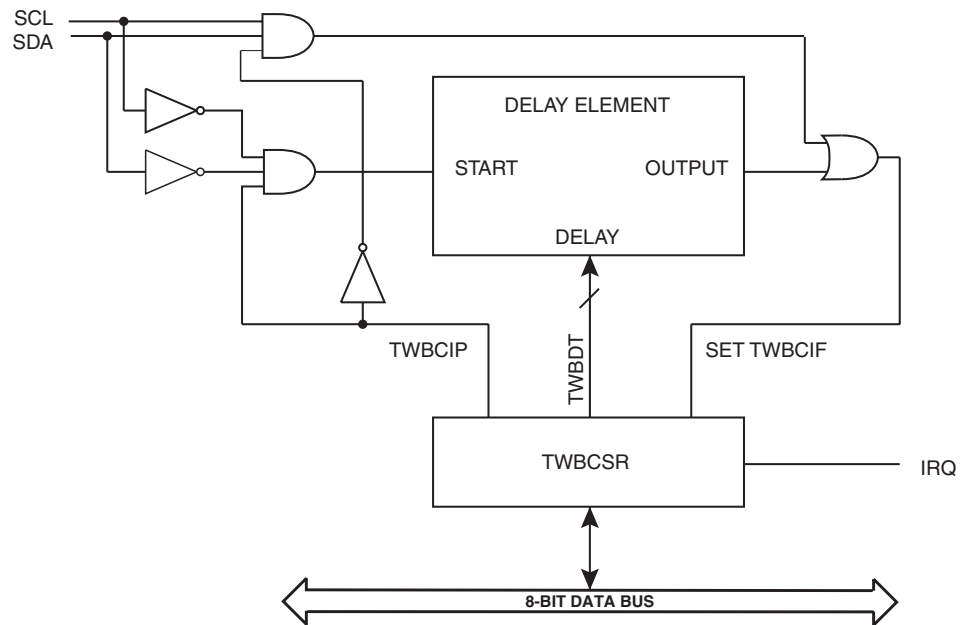 SCL
SDA
DELAY ELEMENT
START
OUTPUT
DELAY
TWBCIP
TWBDT
SET TWBCIF
TWBCSR
IRQ
8-BIT DATA BUS